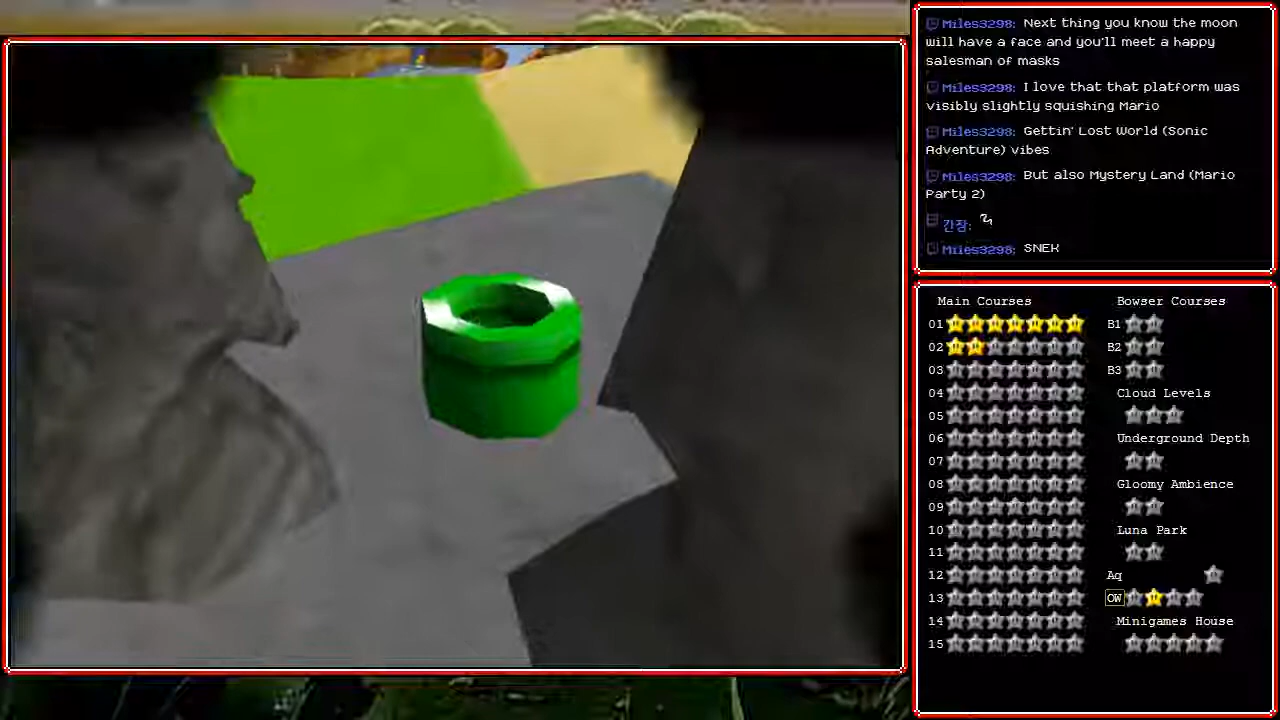 Miles3298: Next thing you know the moon
will have a face and you'll meet a happy
salesman of masks
Miles3298: I love that that platform was
visibly slightly squishing Mario
Miles3298: Gettin' Lost World (Sonic
Adventure) vibes
Miles3298: But also Mystery Land (Mario
Party 2)
간장:
Miles3298: SNEK
Main Courses Bowser Courses
01 B1
02 B2
03 B3
04 Cloud Levels
05
06 Underground Depth
07
08 Gloomy Ambience
09
10 Luna Park
11
12 Aq
13 OW
14 Minigames House
15